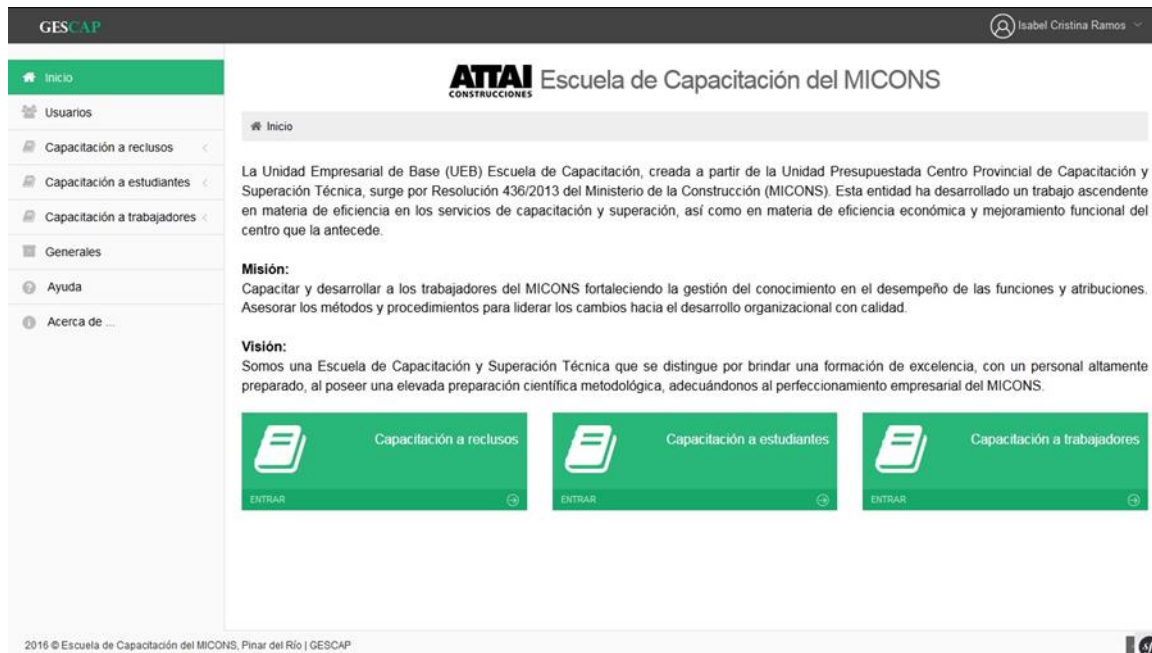 GESCAP
Isabel Cristina Ramos
Inicio
Usuarios
Capacitación a reclusos
Capacitación a estudiantes
Capacitación a trabajadores
Generales
Ayuda
Acerca de ...
ATTAI
CONSTRUCCIONES
Escuela de Capacitación del MICONS
Inicio
La Unidad Empresarial de Base (UEB) Escuela de Capacitación, creada a partir de la Unidad Presupuestada Centro Provincial de Capacitación y
Superación Técnica, surge por Resolución 436/2013 del Ministerio de la Construcción (MICONS). Esta entidad ha desarrollado un trabajo ascendente
en materia de eficiencia en los servicios de capacitación y superación, así como en materia de eficiencia económica y mejoramiento funcional del
centro que la antecede.
Misión:
Capacitar y desarrollar a los trabajadores del MICONS fortaleciendo la gestión del conocimiento en el desempeño de las funciones y atribuciones.
Asesorar los métodos y procedimientos para liderar los cambios hacia el desarrollo organizacional con calidad.
Visión:
Somos una Escuela de Capacitación y Superación Técnica que se distingue por brindar una formación de excelencia, con un personal altamente
preparado, al poseer una elevada preparación científica metodológica, adecuándonos al perfeccionamiento empresarial del MICONS.
Capacitación a reclusos
ENTRAR
Capacitación a estudiantes
ENTRAR
Capacitación a trabajadores
ENTRAR
2016 © Escuela de Capacitación del MICONS, Pinar del Río | GESCAP